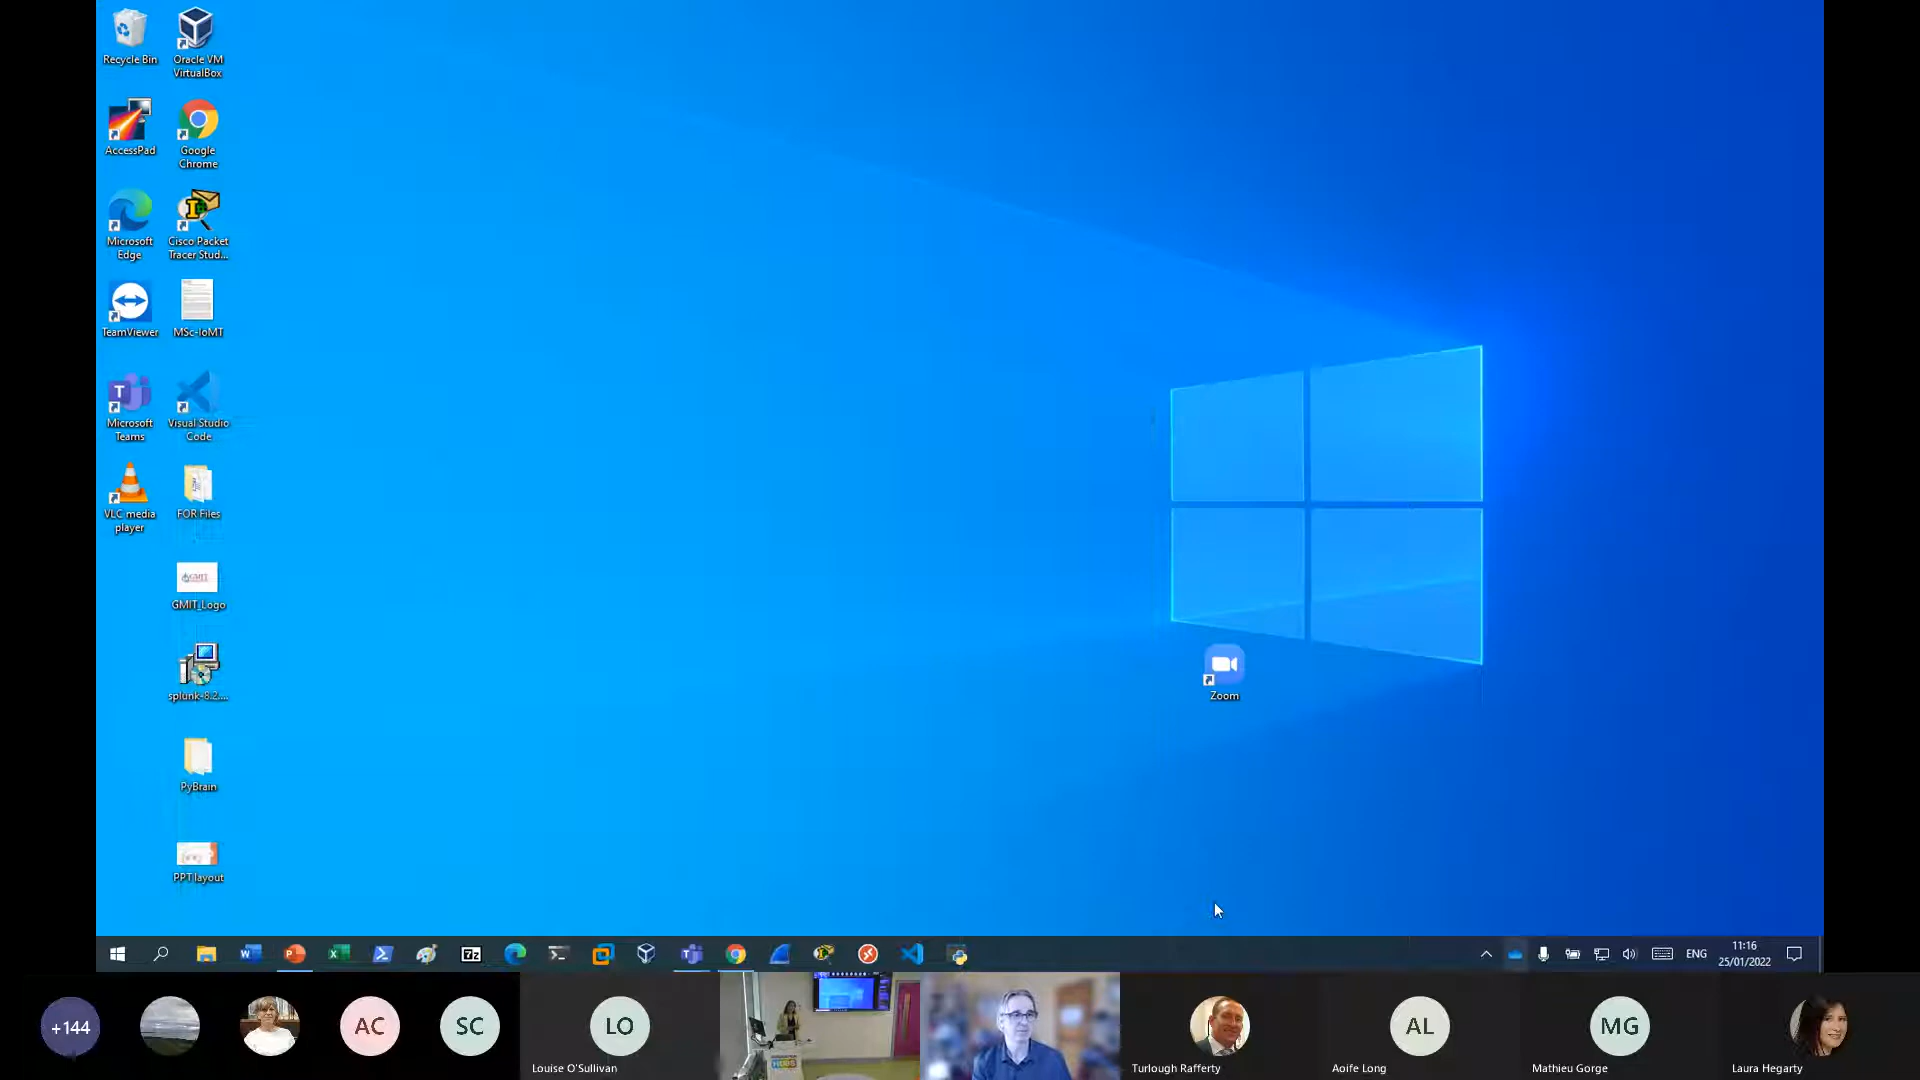 Recycle Bin
Oracle VM
VirtualBox
AccessPad
Google
Chrome
Microsoft
Edge
Cisco Packet
Tracer Stud...
TeamViewer
MSc-IoMT
Microsoft
Teams
Visual Studio
Code
VLC media
player
FOR Files
GMIT
GMIT_Logo
splunk-8.2....
PyBrain
PPT layout
Zoom
7z
ENG
11:16
25/01/2022
+144
AC
SC
LO
Louise O'Sullivan
HUBS
Turlough Rafferty
AL
Aoife Long
MG
Mathieu Gorge
Laura Hegarty